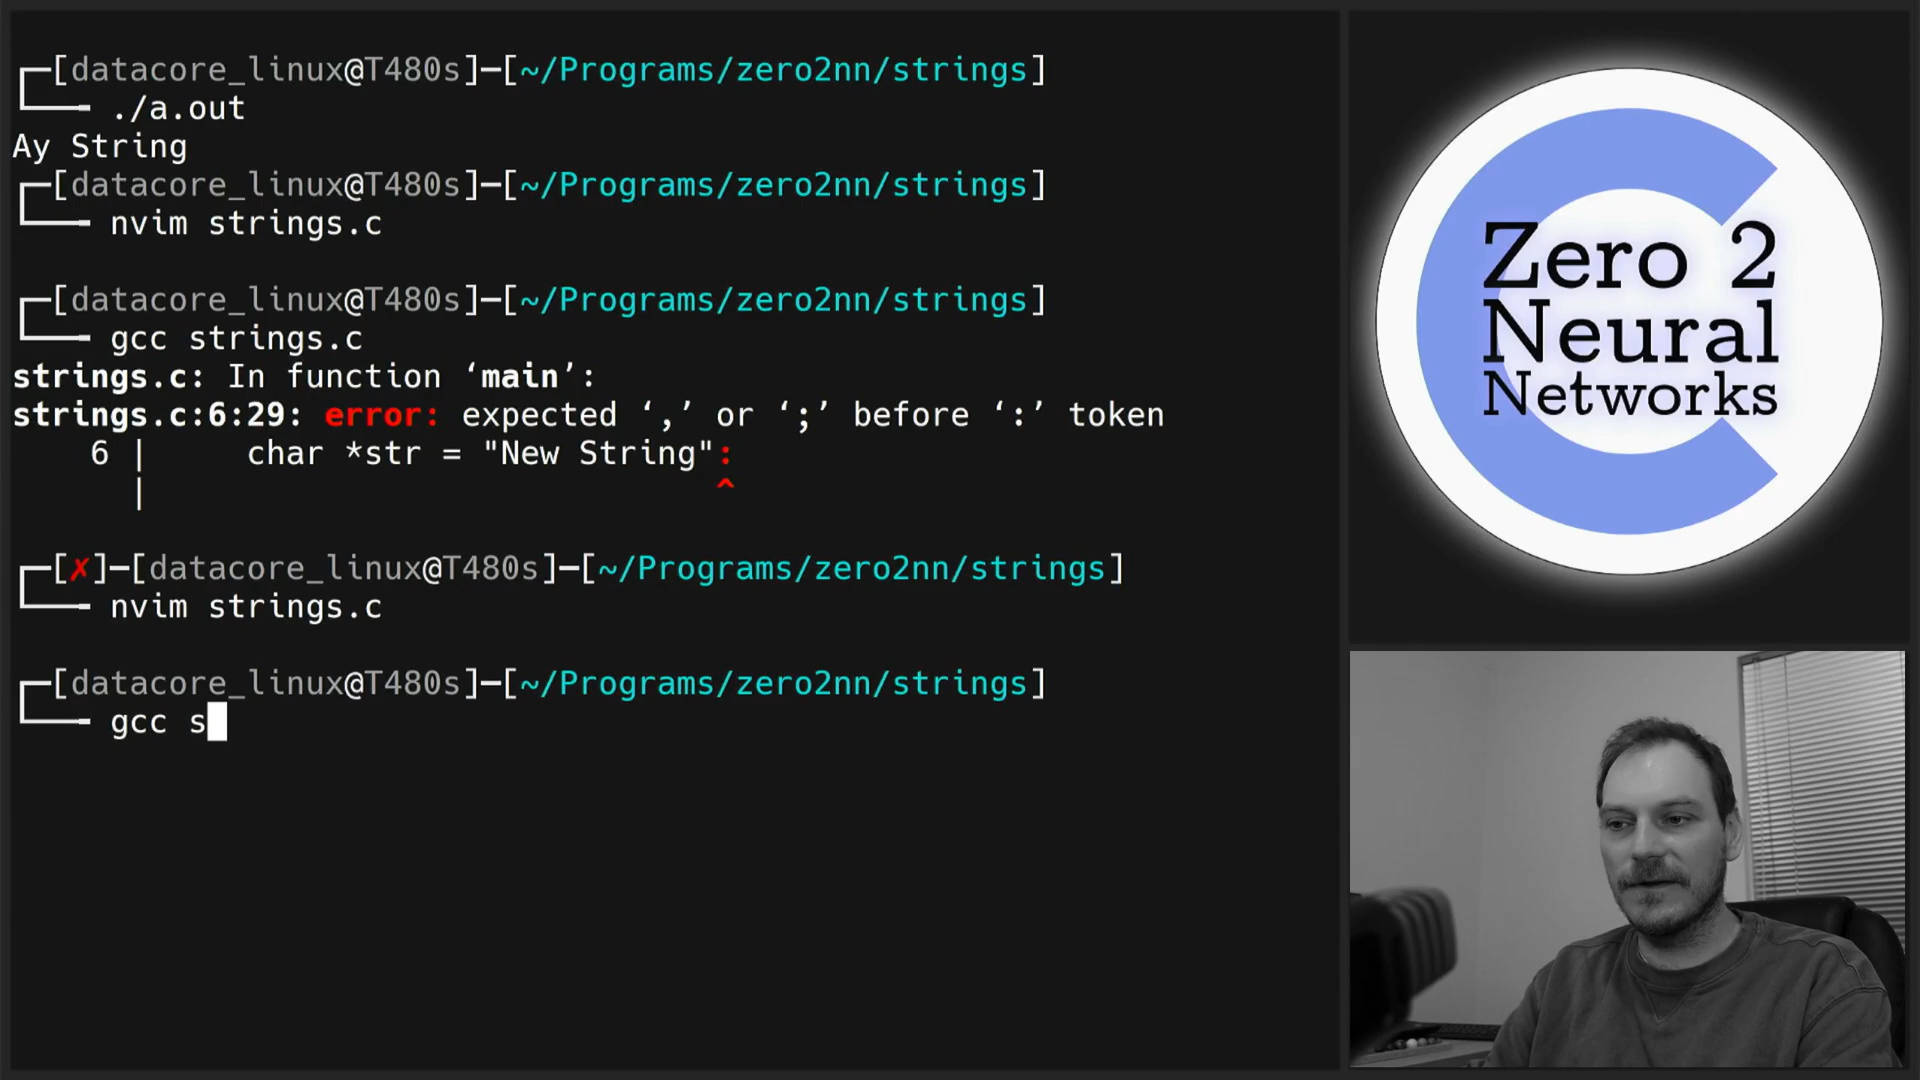 [datacore_linux@T480s]─[~/Programs/zero2nn/strings]
./a.out
Ay String
[datacore_linux@T480s]─[~/Programs/zero2nn/strings]
nvim strings.c
[datacore_linux@T480s]─[~/Programs/zero2nn/strings]
gcc strings.c
strings.c: In function ‘main’:
strings.c:6:29: error: expected ‘,’ or ‘;’ before ‘:’ token
6 | char *str = "New String":
| ^
[✗]─[datacore_linux@T480s]─[~/Programs/zero2nn/strings]
nvim strings.c
[datacore_linux@T480s]─[~/Programs/zero2nn/strings]
gcc s
Zero 2
Neural
Networks